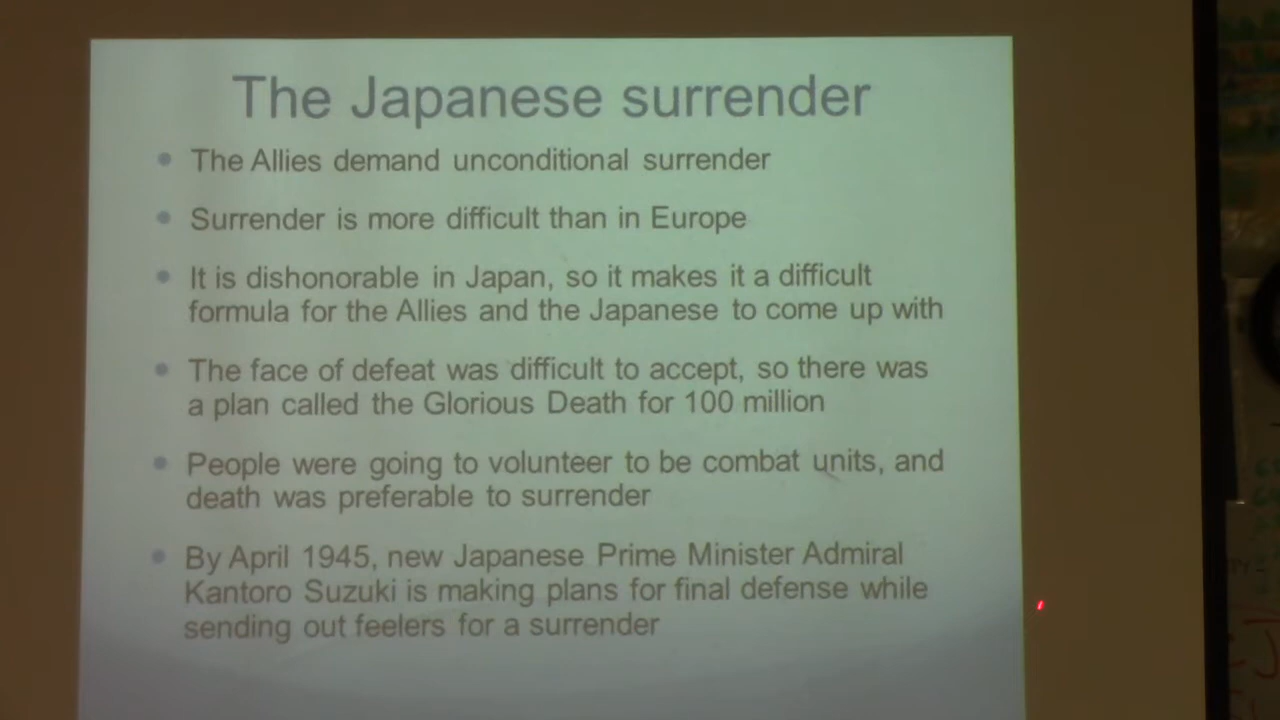 The Japanese surrender
• The Allies demand unconditional surrender
• Surrender is more difficult than in Europe
• It is dishonorable in Japan, so it makes it a difficult
formula for the Allies and the Japanese to come up with
• The face of defeat was difficult to accept, so there was
a plan called the Glorious Death for 100 million
• People were going to volunteer to be combat units, and
death was preferable to surrender
• By April 1945, new Japanese Prime Minister Admiral
Kantoro Suzuki is making plans for final defense while
sending out feelers for a surrender